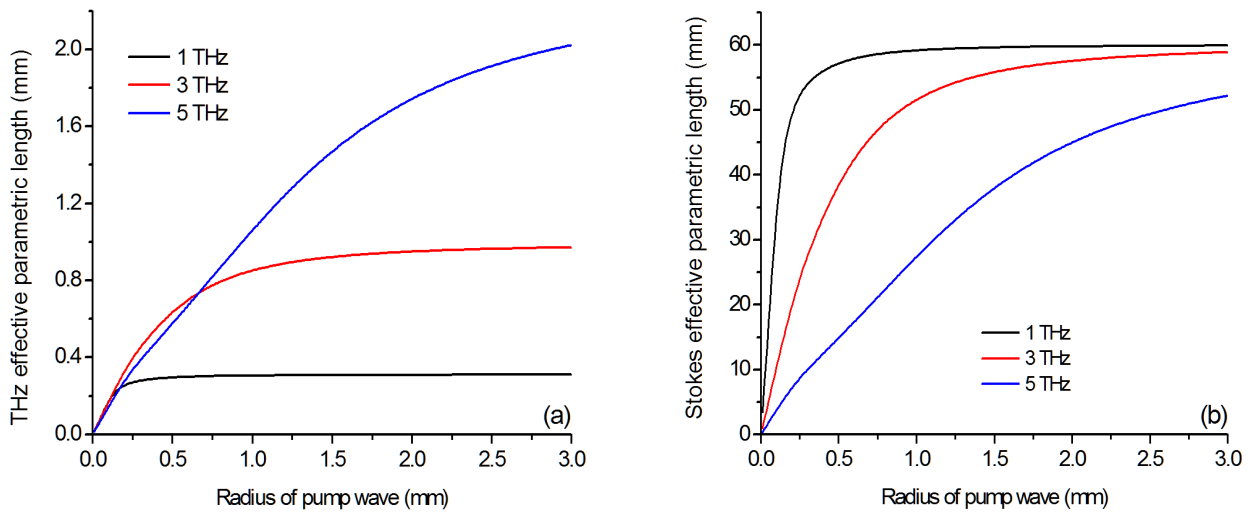 THz effective parametric length (mm)
2.0
1.6
1.2
0.8
0.4
0.0
1 THz
3 THz
5 THz
(a)
0.0 0.5 1.0 1.5 2.0 2.5 3.0
Radius of pump wave (mm)
Stokes effective parametric length (mm)
60
50
40
30
20
10
0
1 THz
3 THz
5 THz
(b)
0.0 0.5 1.0 1.5 2.0 2.5 3.0
Radius of pump wave (mm)